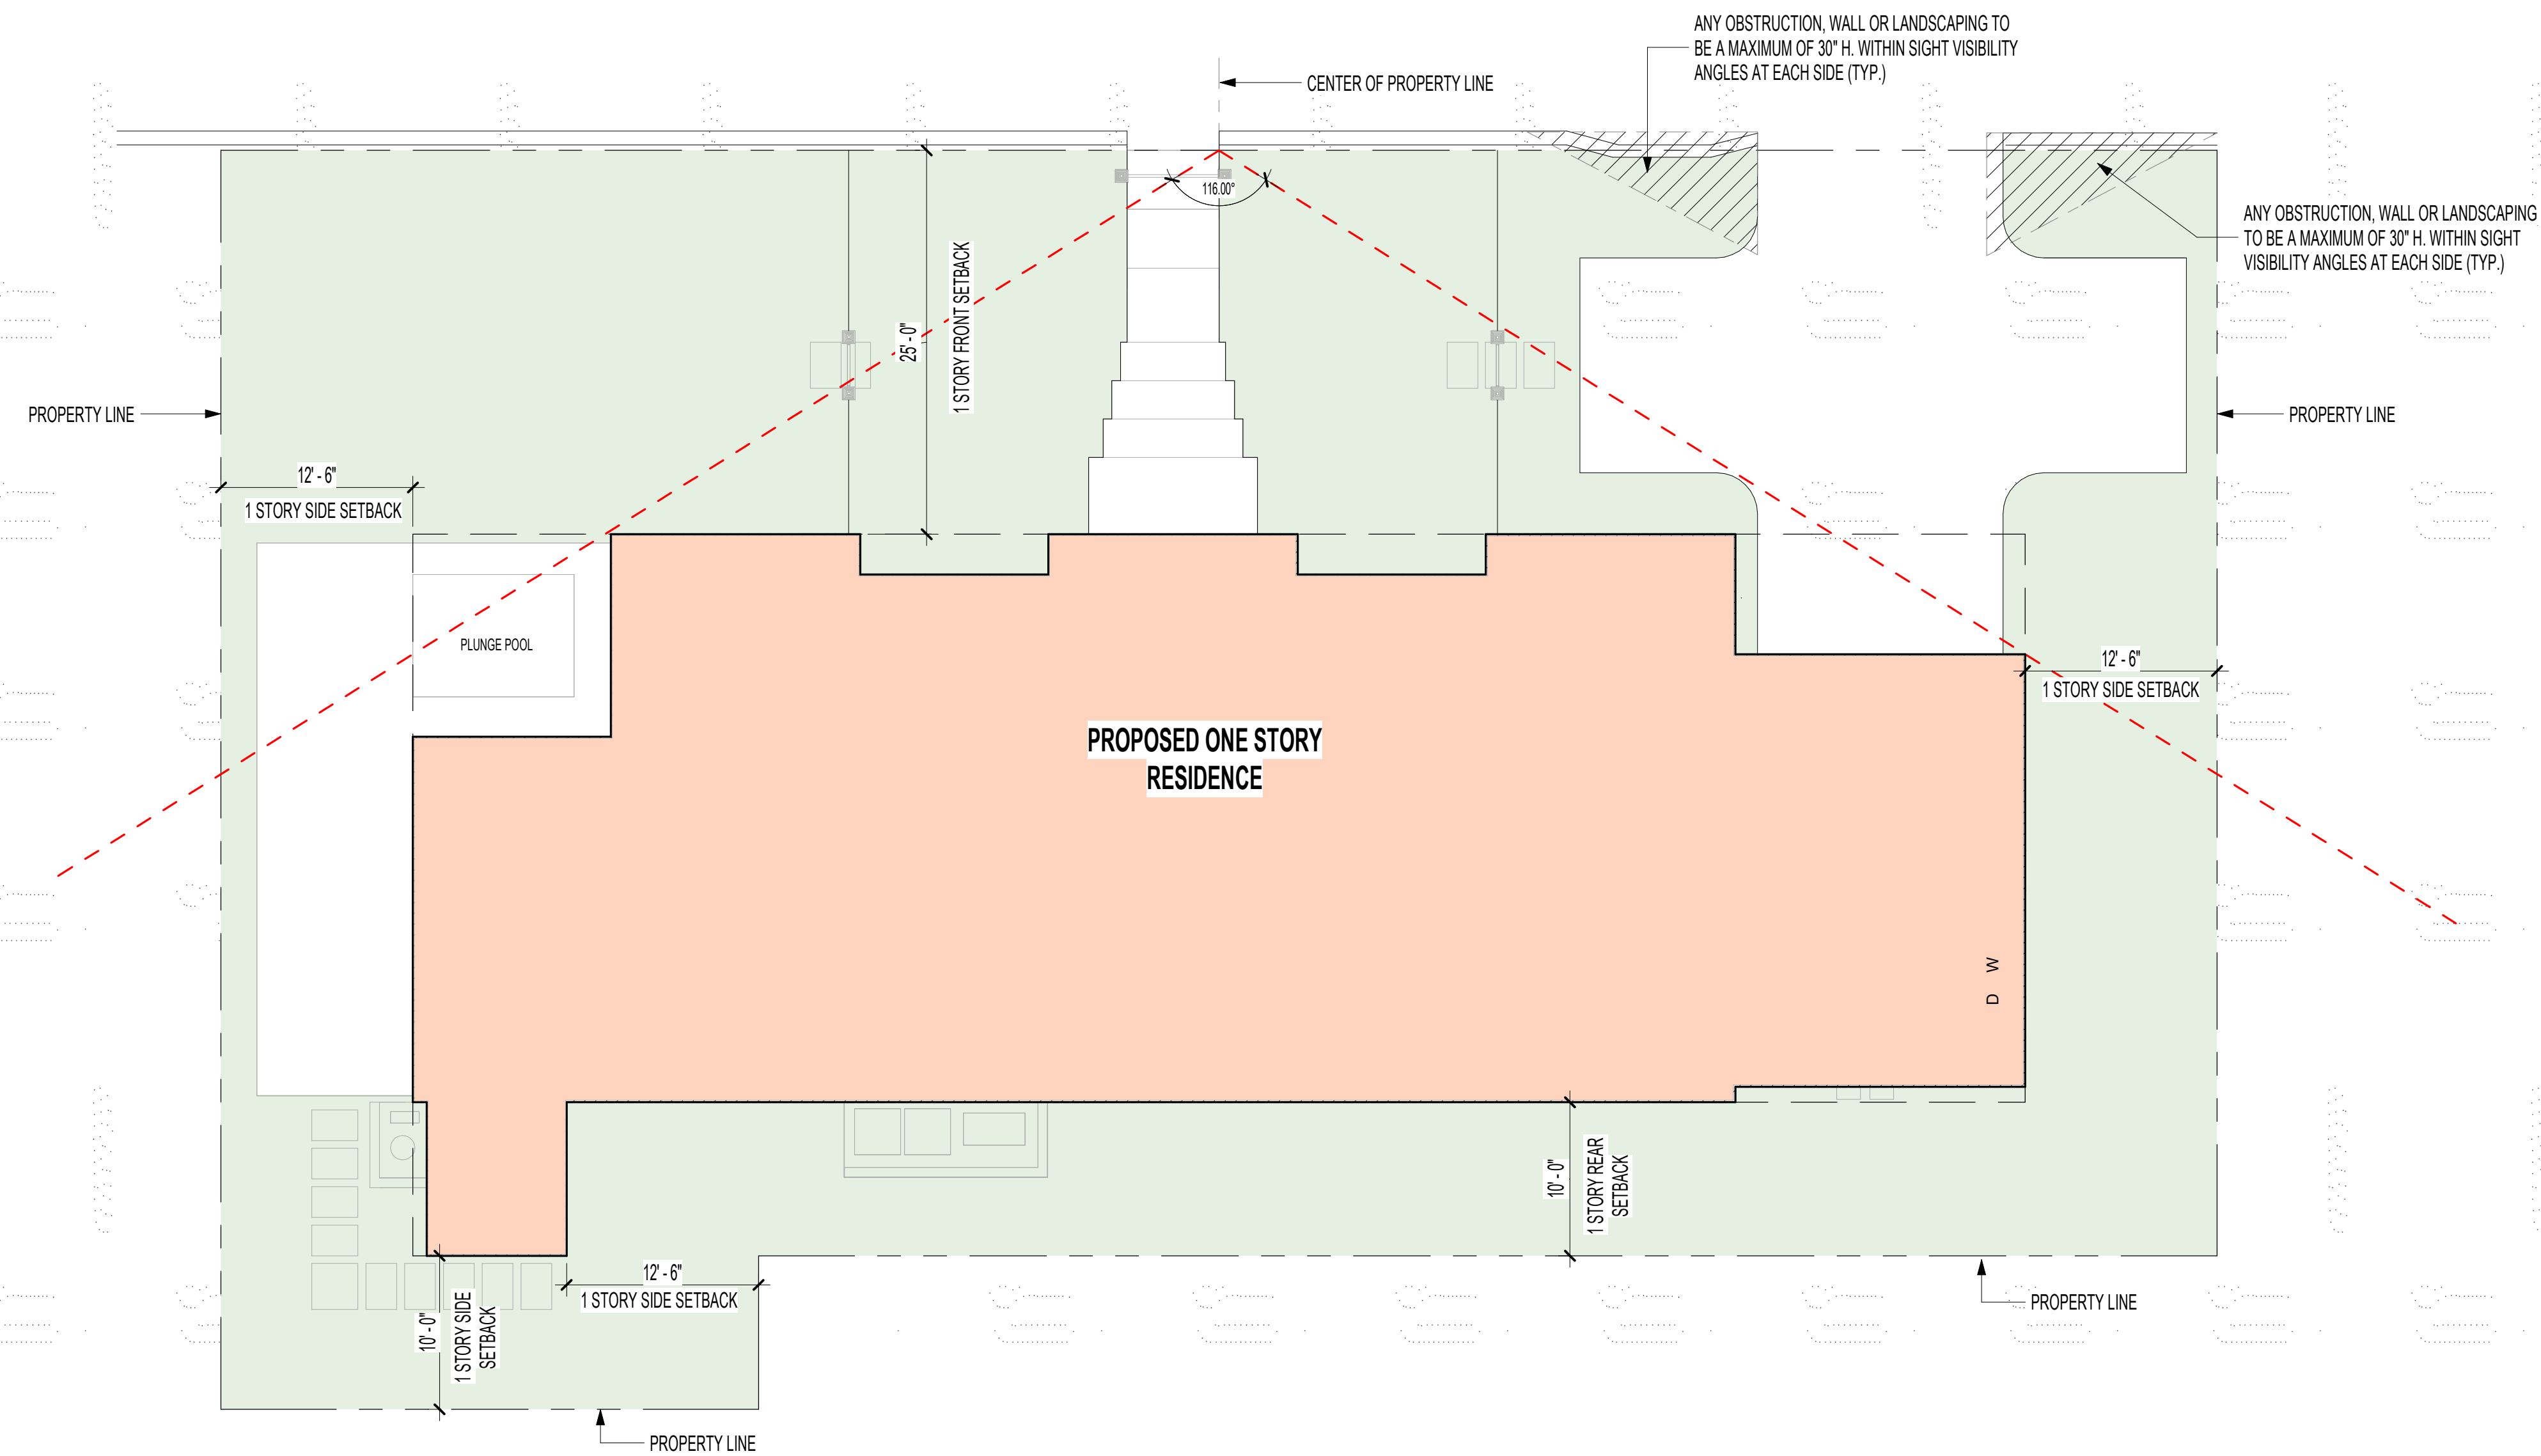 ANY OBSTRUCTION, WALL OR LANDSCAPING TO
BE A MAXIMUM OF 30" H. WITHIN SIGHT VISIBILITY
ANGLES AT EACH SIDE (TYP.)
CENTER OF PROPERTY LINE
116.00°
ANY OBSTRUCTION, WALL OR LANDSCAPING
TO BE A MAXIMUM OF 30" H. WITHIN SIGHT
VISIBILITY ANGLES AT EACH SIDE (TYP.)
25' - 0"
1 STORY FRONT SETBACK
PROPERTY LINE
PROPERTY LINE
12' - 6"
1 STORY SIDE SETBACK
PLUNGE POOL
12' - 6"
1 STORY SIDE SETBACK
PROPOSED ONE STORY
RESIDENCE
D W
10' - 0"
1 STORY REAR
SETBACK
12' - 6"
1 STORY SIDE SETBACK
10' - 0"
1 STORY SIDE
SETBACK
PROPERTY LINE
PROPERTY LINE